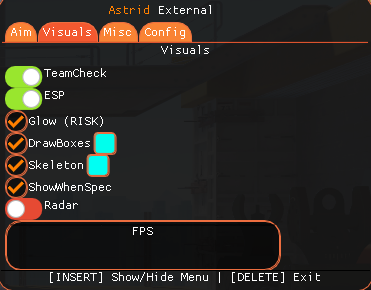 Astrid External
Aim Visuals Misc Config
Visuals
TeamCheck
ESP
Glow (RISK)
DrawBoxes
Skeleton
ShowWhenSpec
Radar
FPS
[INSERT] Show/Hide Menu | [DELETE] Exit